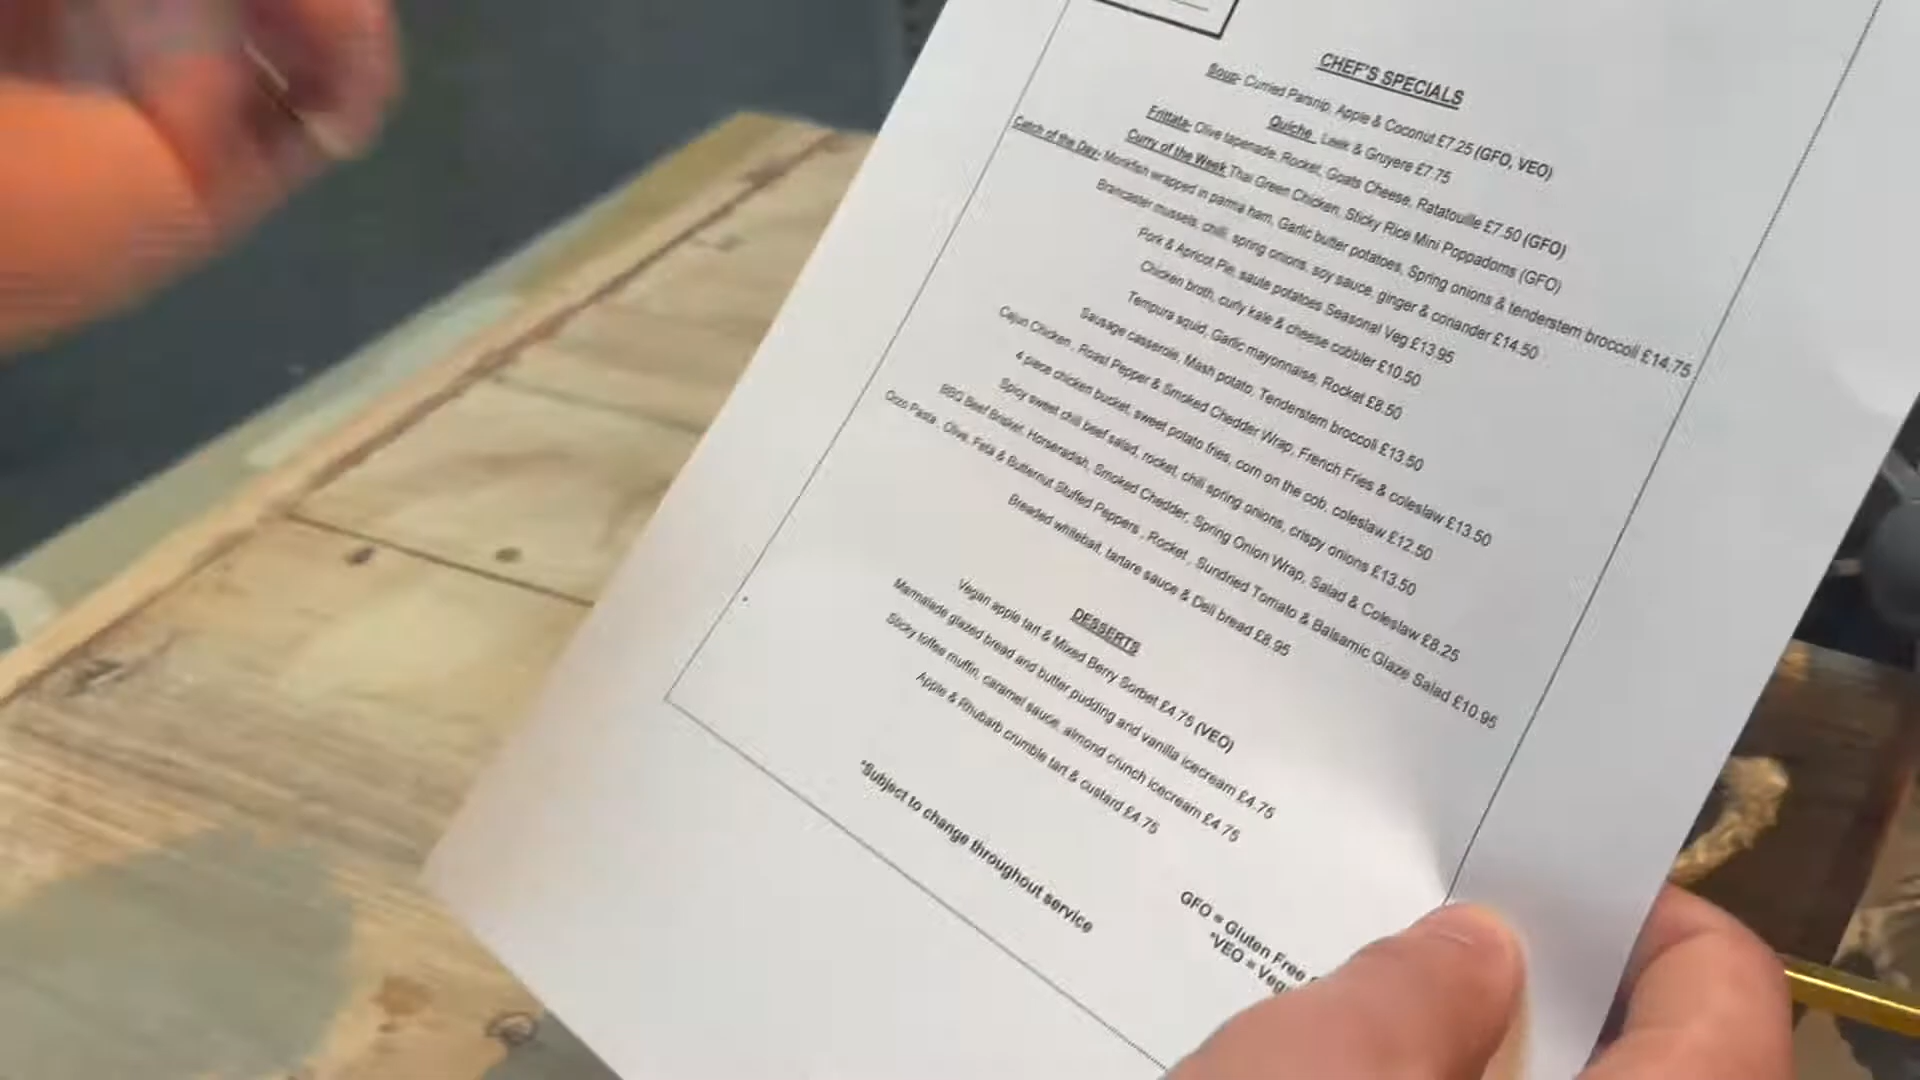 CHEF'S SPECIALS
Soup- Curried Parsnip, Apple & Coconut £7.25 (GFO, VEO)
Quiche Leek & Gruyere £7.75
Frittata- Olive tapenade, Rocket, Goats Cheese, Ratatouille £7.50 (GFO)
Curry of the Week Thai Green Chicken, Sticky Rice Mini Poppadoms (GFO)
Catch of the Day- Monkfish wrapped in parma ham, Garlic butter potatoes, Spring onions & tenderstem broccoli £14.75
Brancaster mussels, chilli, spring onions, soy sauce, ginger & coriander £14.50
Pork & Apricot Pie, saute potatoes Seasonal Veg £13.95
Chicken broth, curly kale & cheese cobbler £10.50
Tempura squid, Garlic mayonnaise, Rocket £8.50
Sausage casserole, Mash potato, Tenderstem broccoli £13.50
Cajun Chicken , Roast Pepper & Smoked Chedder Wrap, French Fries & coleslaw £13.50
4 piece chicken bucket, sweet potato fries, corn on the cob, coleslaw £12.50
Spicy sweet chilli beef salad, rocket, chilli spring onions, crispy onions £13.50
BBQ Beef Brisket, Horseradish, Smoked Chedder, Spring Onion Wrap, Salad & Coleslaw £8.25
Orzo Pasta , Olive, Feta & Butternut Stuffed Peppers , Rocket , Sundried Tomato & Balsamic Glaze Salad £10.95
Breaded whitebait, tartare sauce & Deli bread £8.95
DESSERTS
Vegan apple tart & Mixed Berry Sorbet £4.75 (VEO)
Marmalade glazed bread and butter pudding and vanilla icecream £4.75
Sticky toffee muffin, caramel sauce, almond crunch icecream £4.75
Apple & Rhubarb crumble tart & custard £4.75
*Subject to change throughout service
GFO = Gluten Free
*VEO =